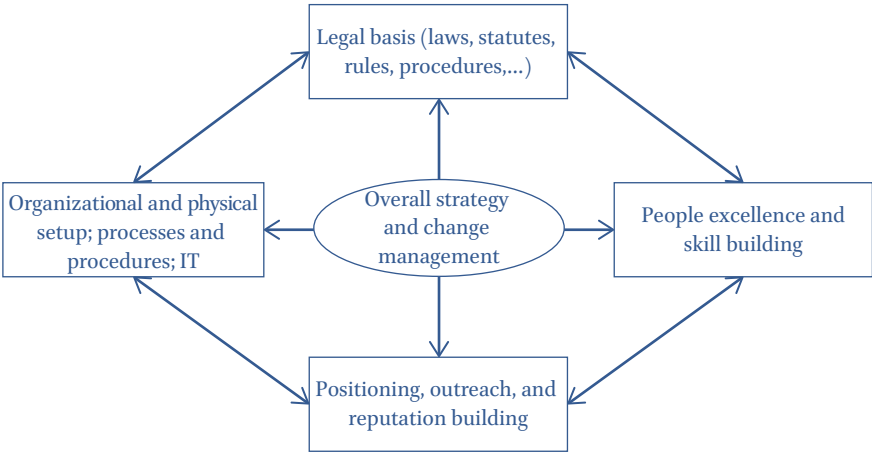 Legal basis (laws, statutes,
rules, procedures,...)
Organizational and physical
setup; processes and
procedures; IT
Overall strategy
and change
management
People excellence and
skill building
Positioning, outreach, and
reputation building